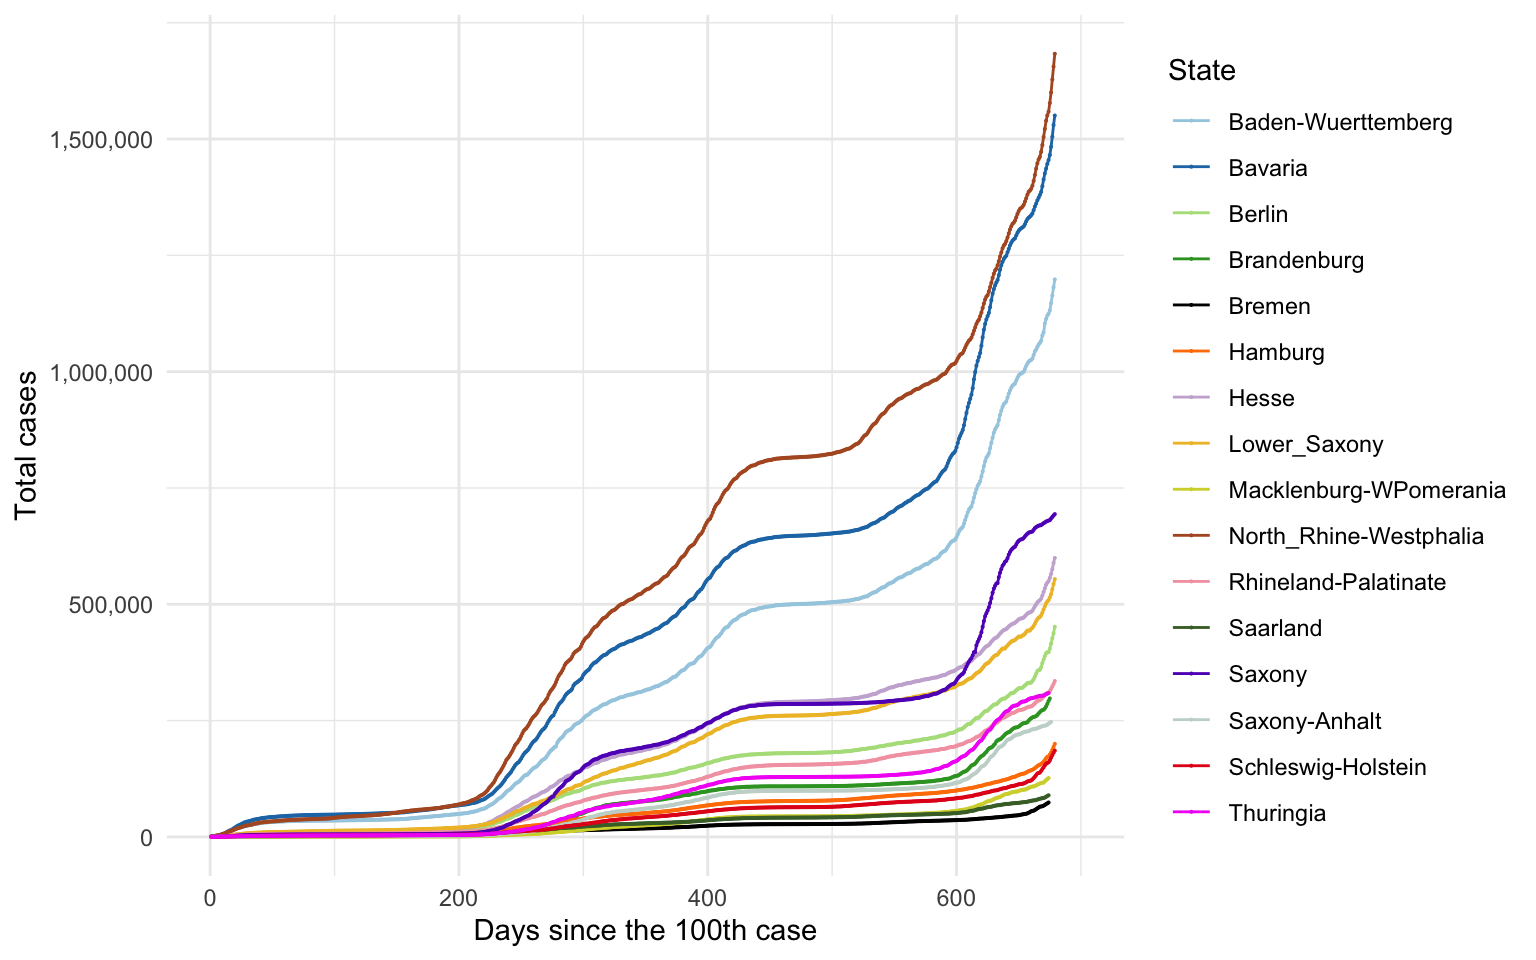 1,500,000
1,000,000
500,000
0
Total cases
0 200 400 600
Days since the 100th case
State
Baden-Wuerttemberg
Bavaria
Berlin
Brandenburg
Bremen
Hamburg
Hesse
Lower_Saxony
Macklenburg-WPomerania
North_Rhine-Westphalia
Rhineland-Palatinate
Saarland
Saxony
Saxony-Anhalt
Schleswig-Holstein
Thuringia